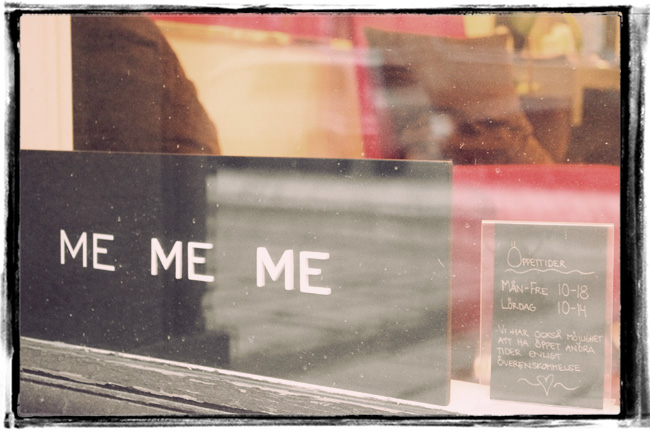 ME ME ME
Öppettider
Mån-Fre 10-18
Lördag 10-14
Vi har också möjlighet
att ha öppet andra
tider enligt
överenskommelse